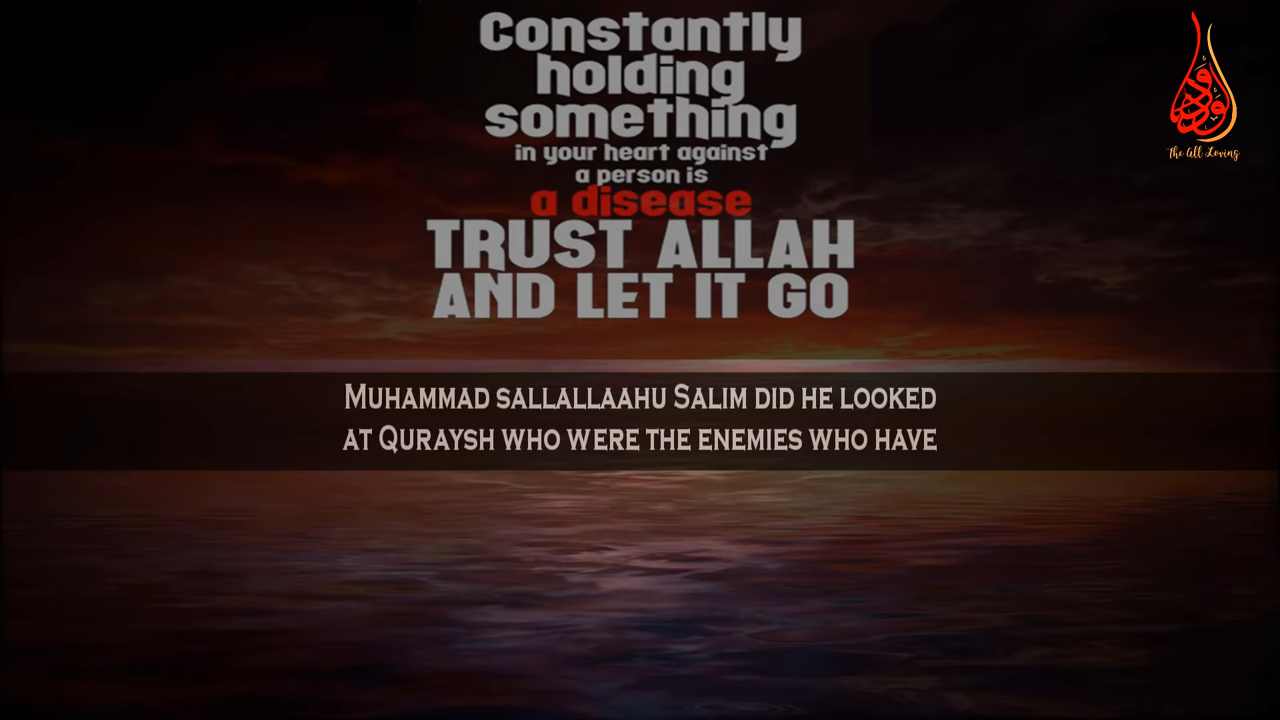 Constantly
holding
something
in your heart against
a person is
a disease
TRUST ALLAH
AND LET IT GO
The All Loving
MUHAMMAD SALLALLAAHU SALIM DID HE LOOKED
AT QURAYSH WHO WERE THE ENEMIES WHO HAVE